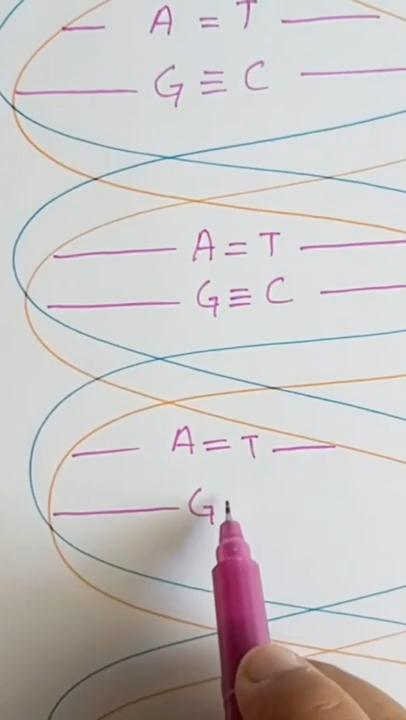 A = T
G ≡ C
A = T
G ≡ C
A = T
G